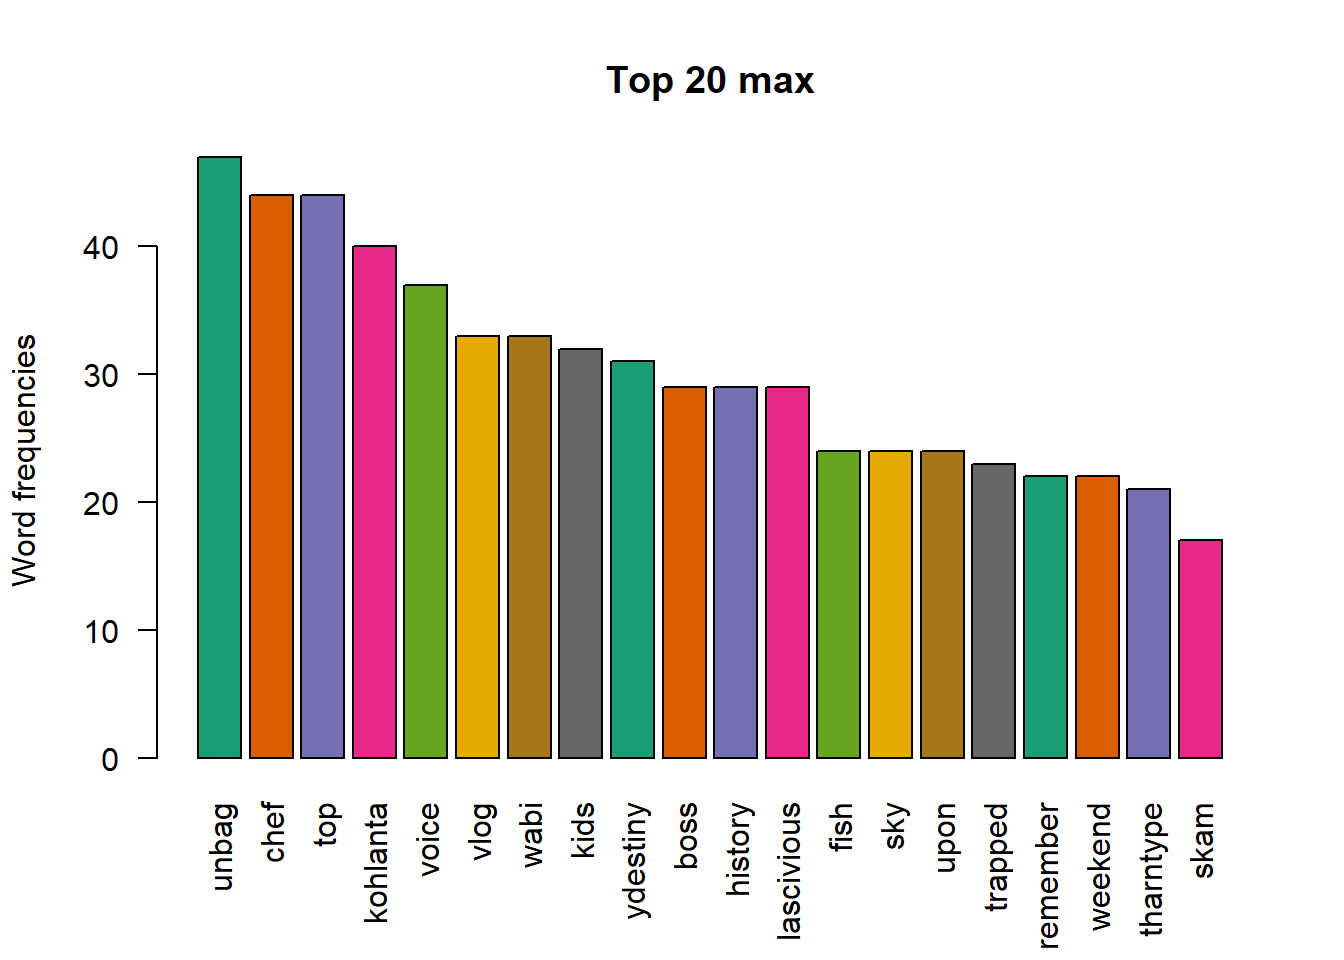 Top 20 max
Word frequencies
40
30
20
10
0
unbag
chef
top
kohlanta
voice
vlog
wabi
kids
ydestiny
boss
history
lascivious
fish
sky
upon
trapped
remember
weekend
tharntype
skam